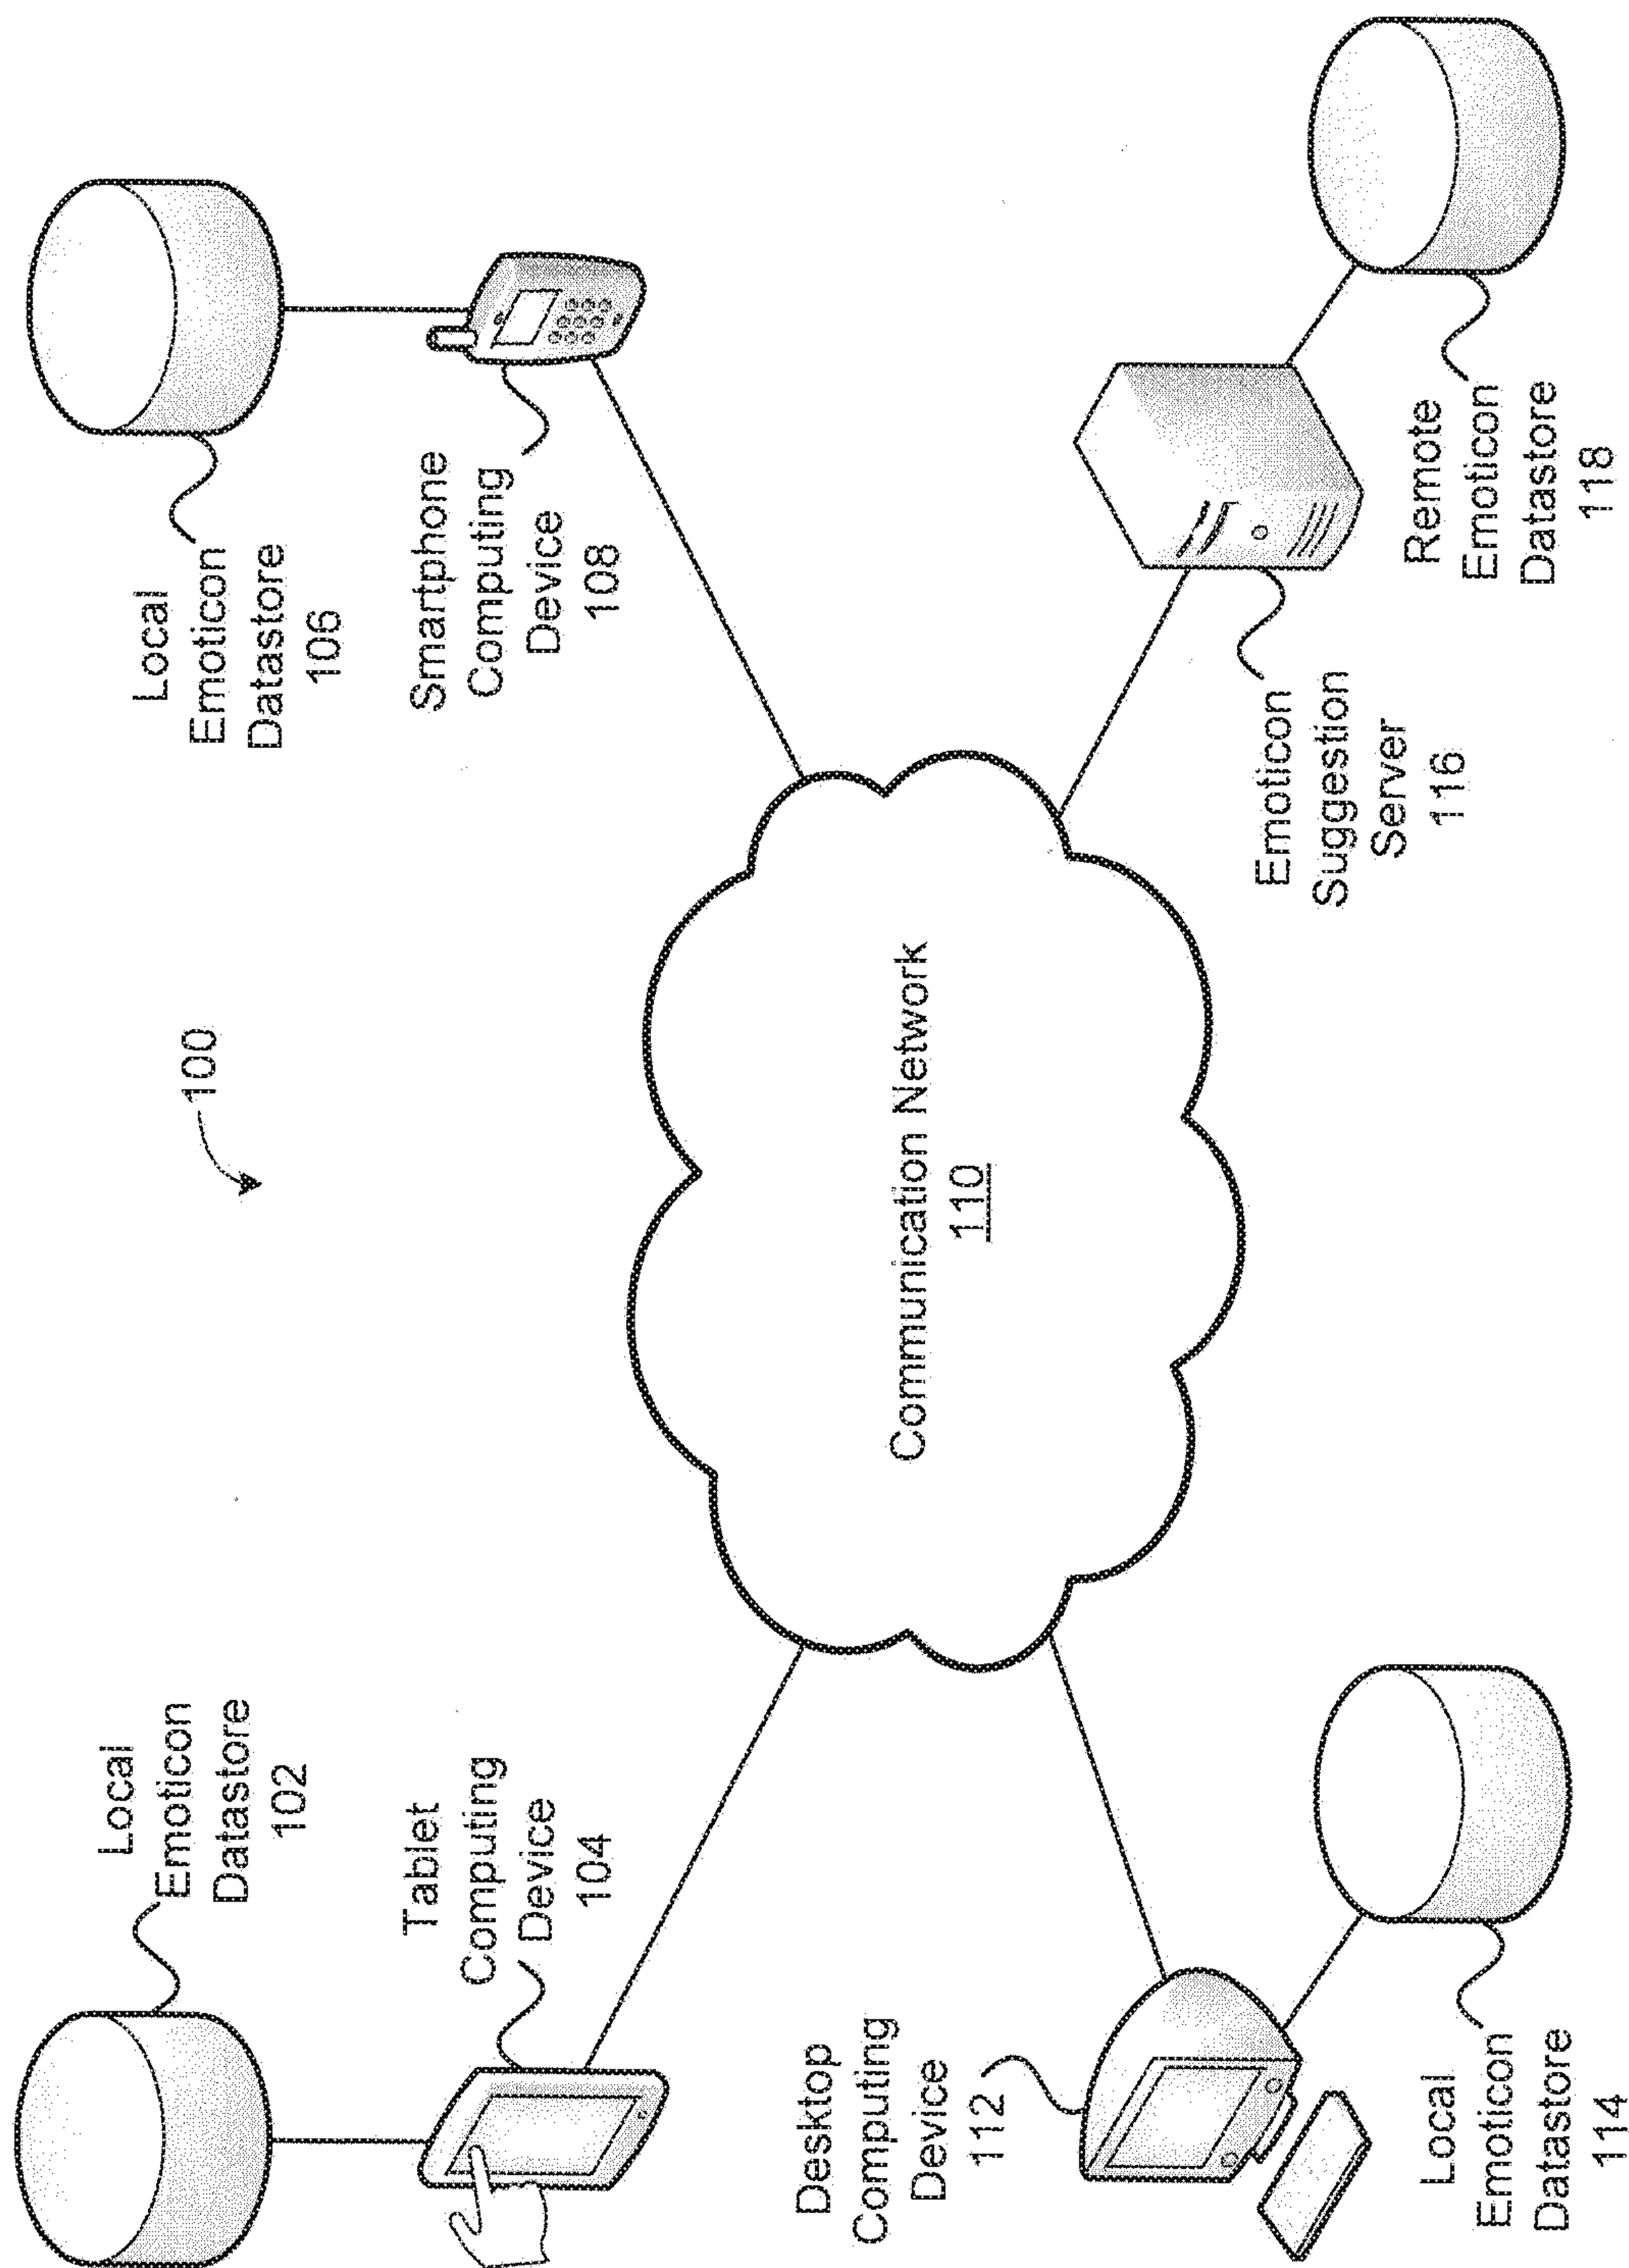 100
Local
Emoticon
Datastore
102
Tablet
Computing
Device
104
Local
Emoticon
Datastore
106
Smartphone
Computing
Device
108
Communication Network
110
Desktop
Computing
Device
112
Local
Emoticon
Datastore
114
Emoticon
Suggestion
Server
116
Remote
Emoticon
Datastore
118